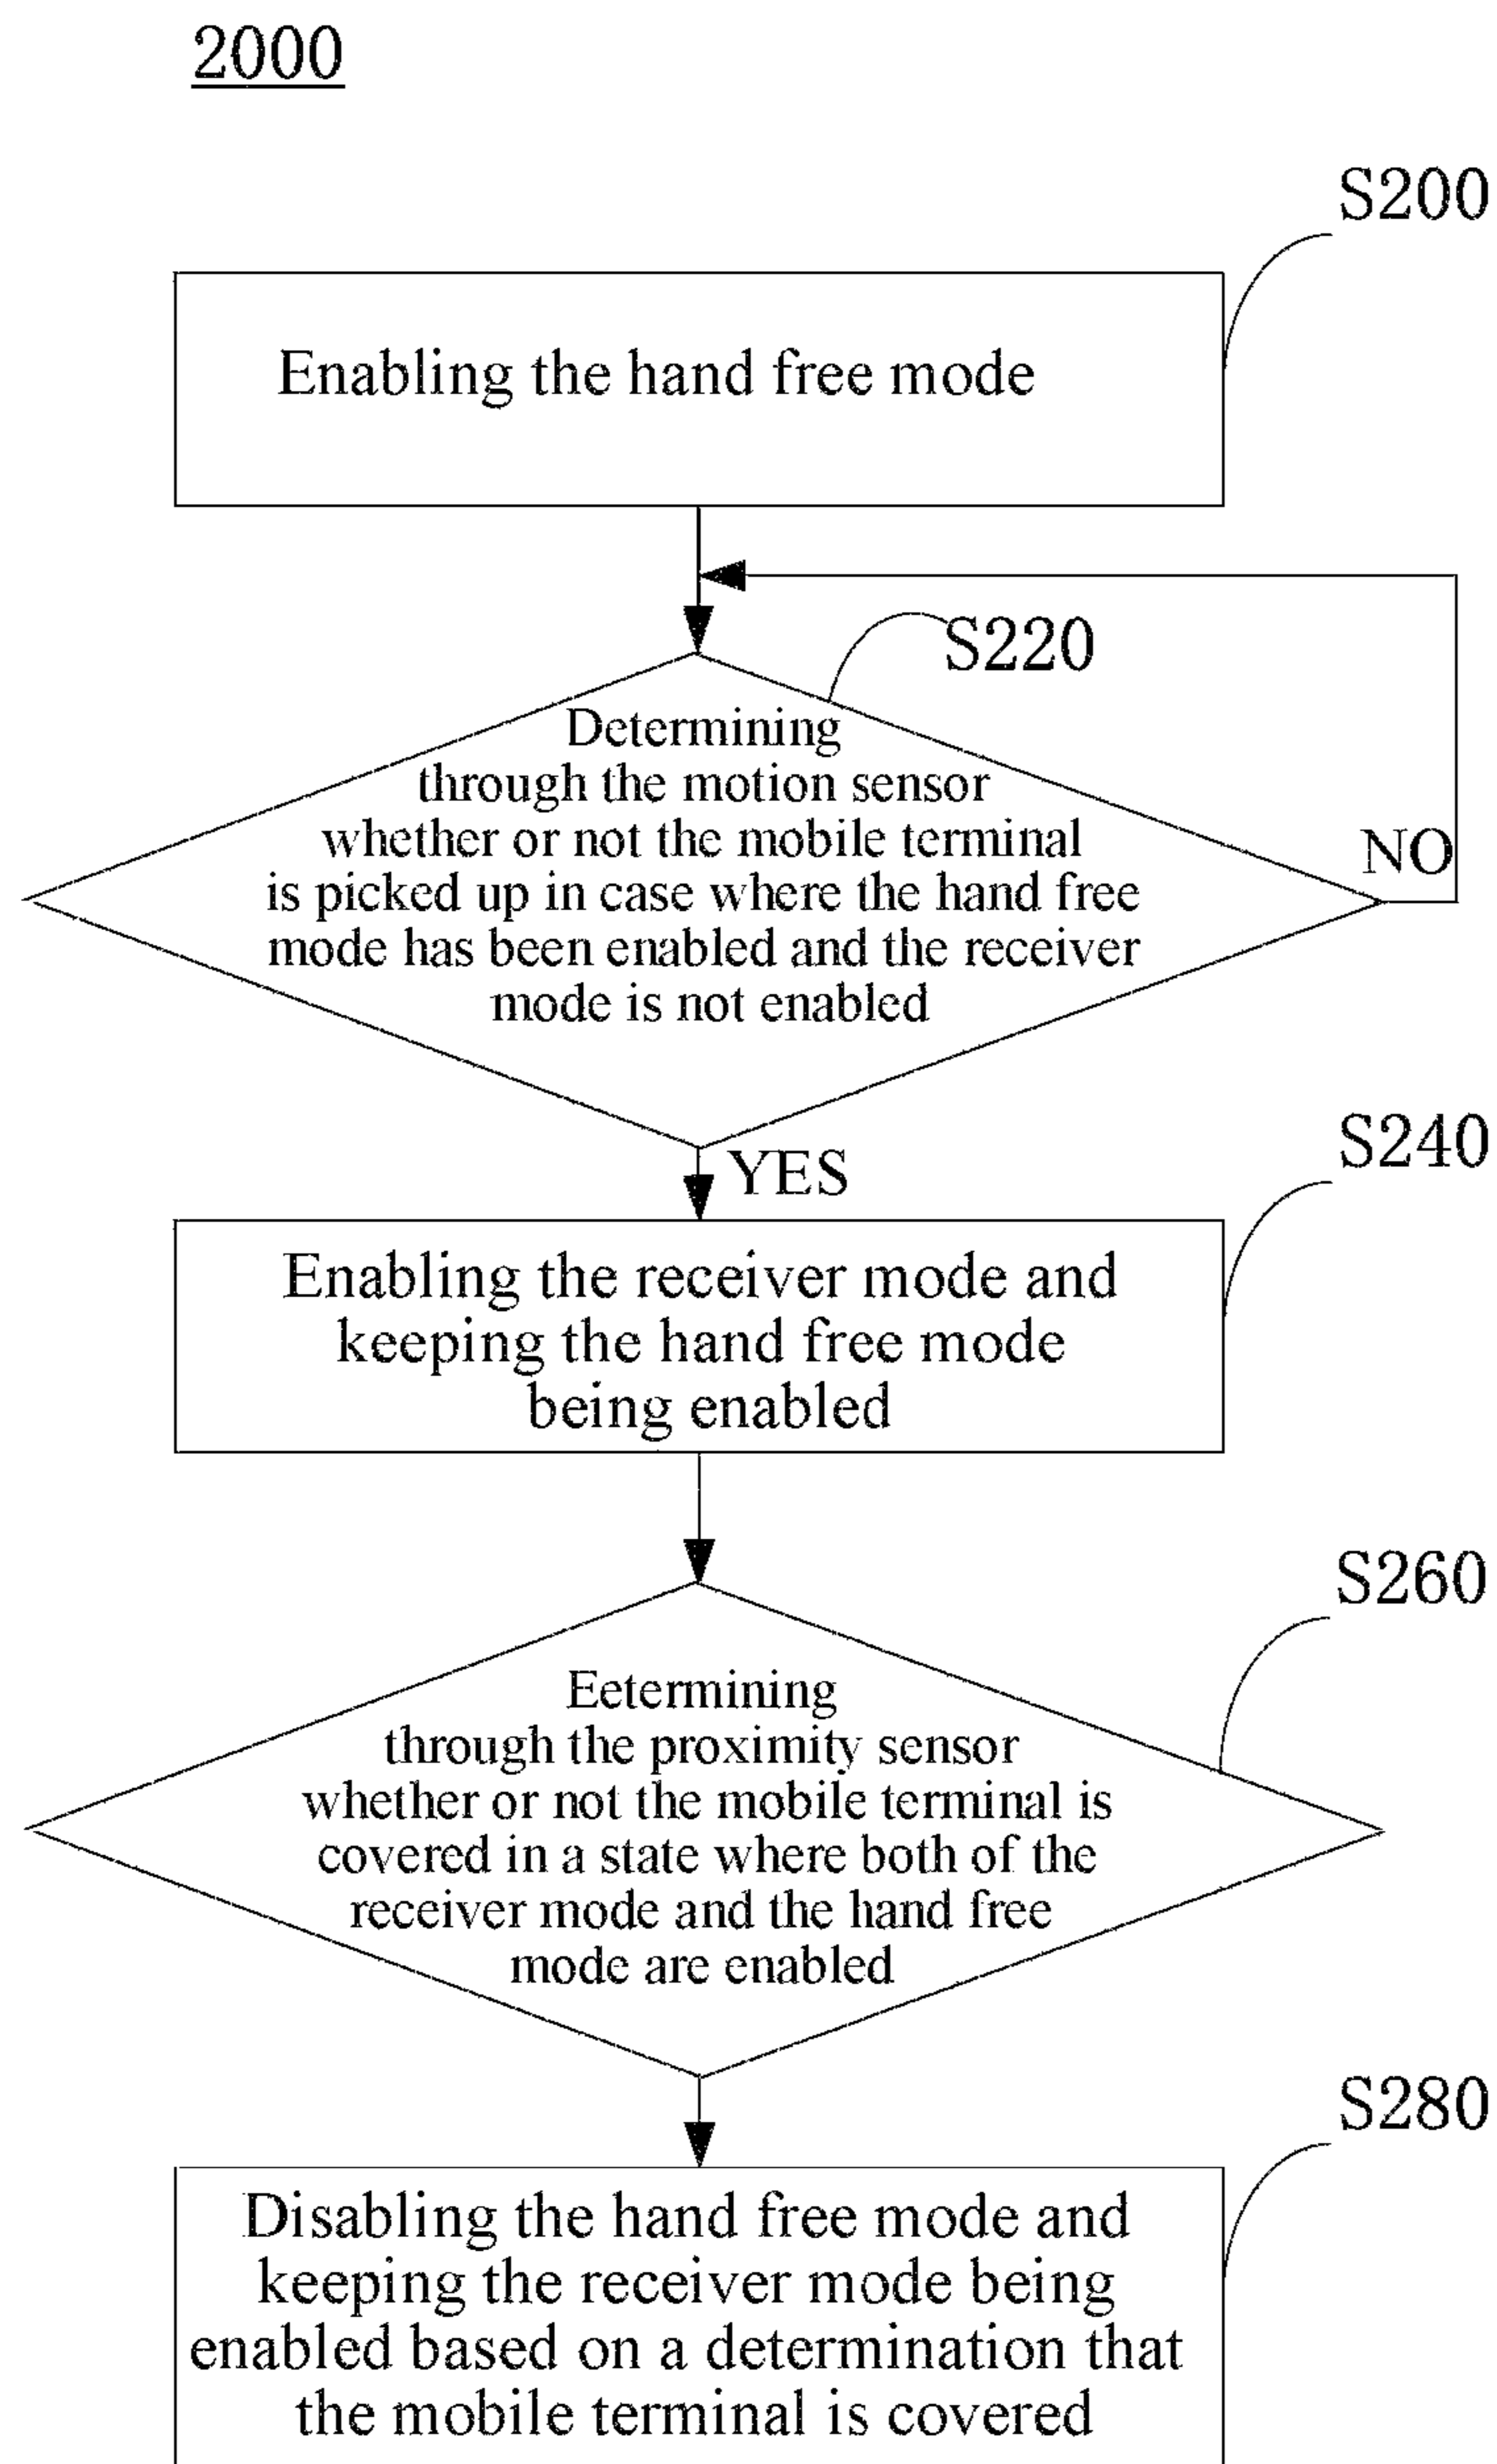 2000
S200
Enabling the hand free mode
S220
Determining
through the motion sensor
whether or not the mobile terminal
is picked up in case where the hand free
mode has been enabled and the receiver
mode is not enabled
NO
YES
S240
Enabling the receiver mode and
keeping the hand free mode
being enabled
S260
Eetermining
through the proximity sensor
whether or not the mobile terminal is
covered in a state where both of the
receiver mode and the hand free
mode are enabled
S280
Disabling the hand free mode and
keeping the receiver mode being
enabled based on a determination that
the mobile terminal is covered